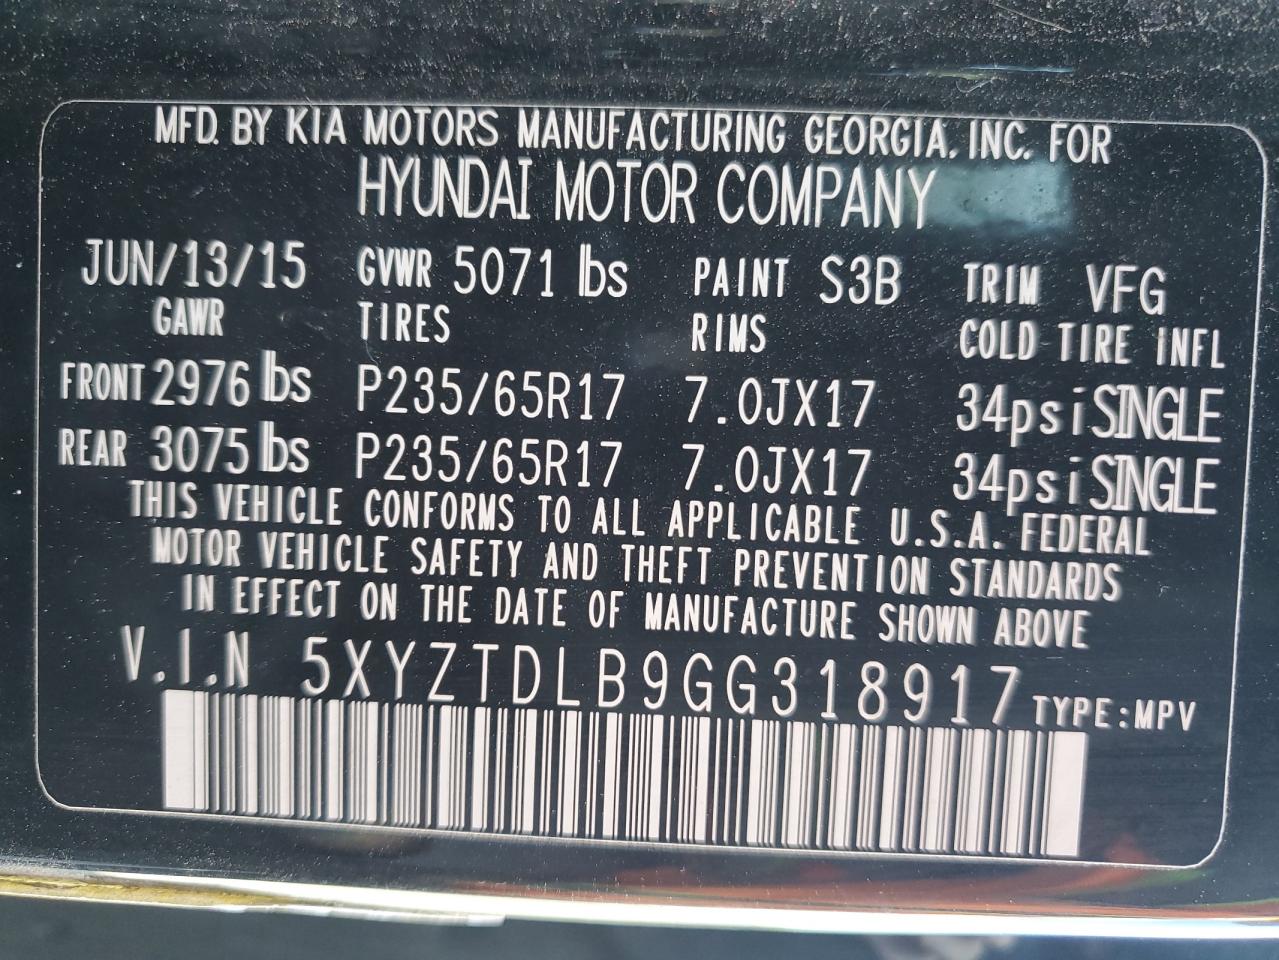 MFD. BY KIA MOTORS MANUFACTURING GEORGIA, INC. FOR
HYUNDAI MOTOR COMPANY
JUN/13/15 GVWR 5071 lbs PAINT S3B TRIM VFG
GAWR TIRES RIMS COLD TIRE INFL
FRONT 2976 lbs P235/65R17 7.0JX17 34psi SINGLE
REAR 3075 lbs P235/65R17 7.0JX17 34psi SINGLE
THIS VEHICLE CONFORMS TO ALL APPLICABLE U.S.A. FEDERAL
MOTOR VEHICLE SAFETY AND THEFT PREVENTION STANDARDS
IN EFFECT ON THE DATE OF MANUFACTURE SHOWN ABOVE
V.I.N 5XYZTDLB9GG318917 TYPE:MPV